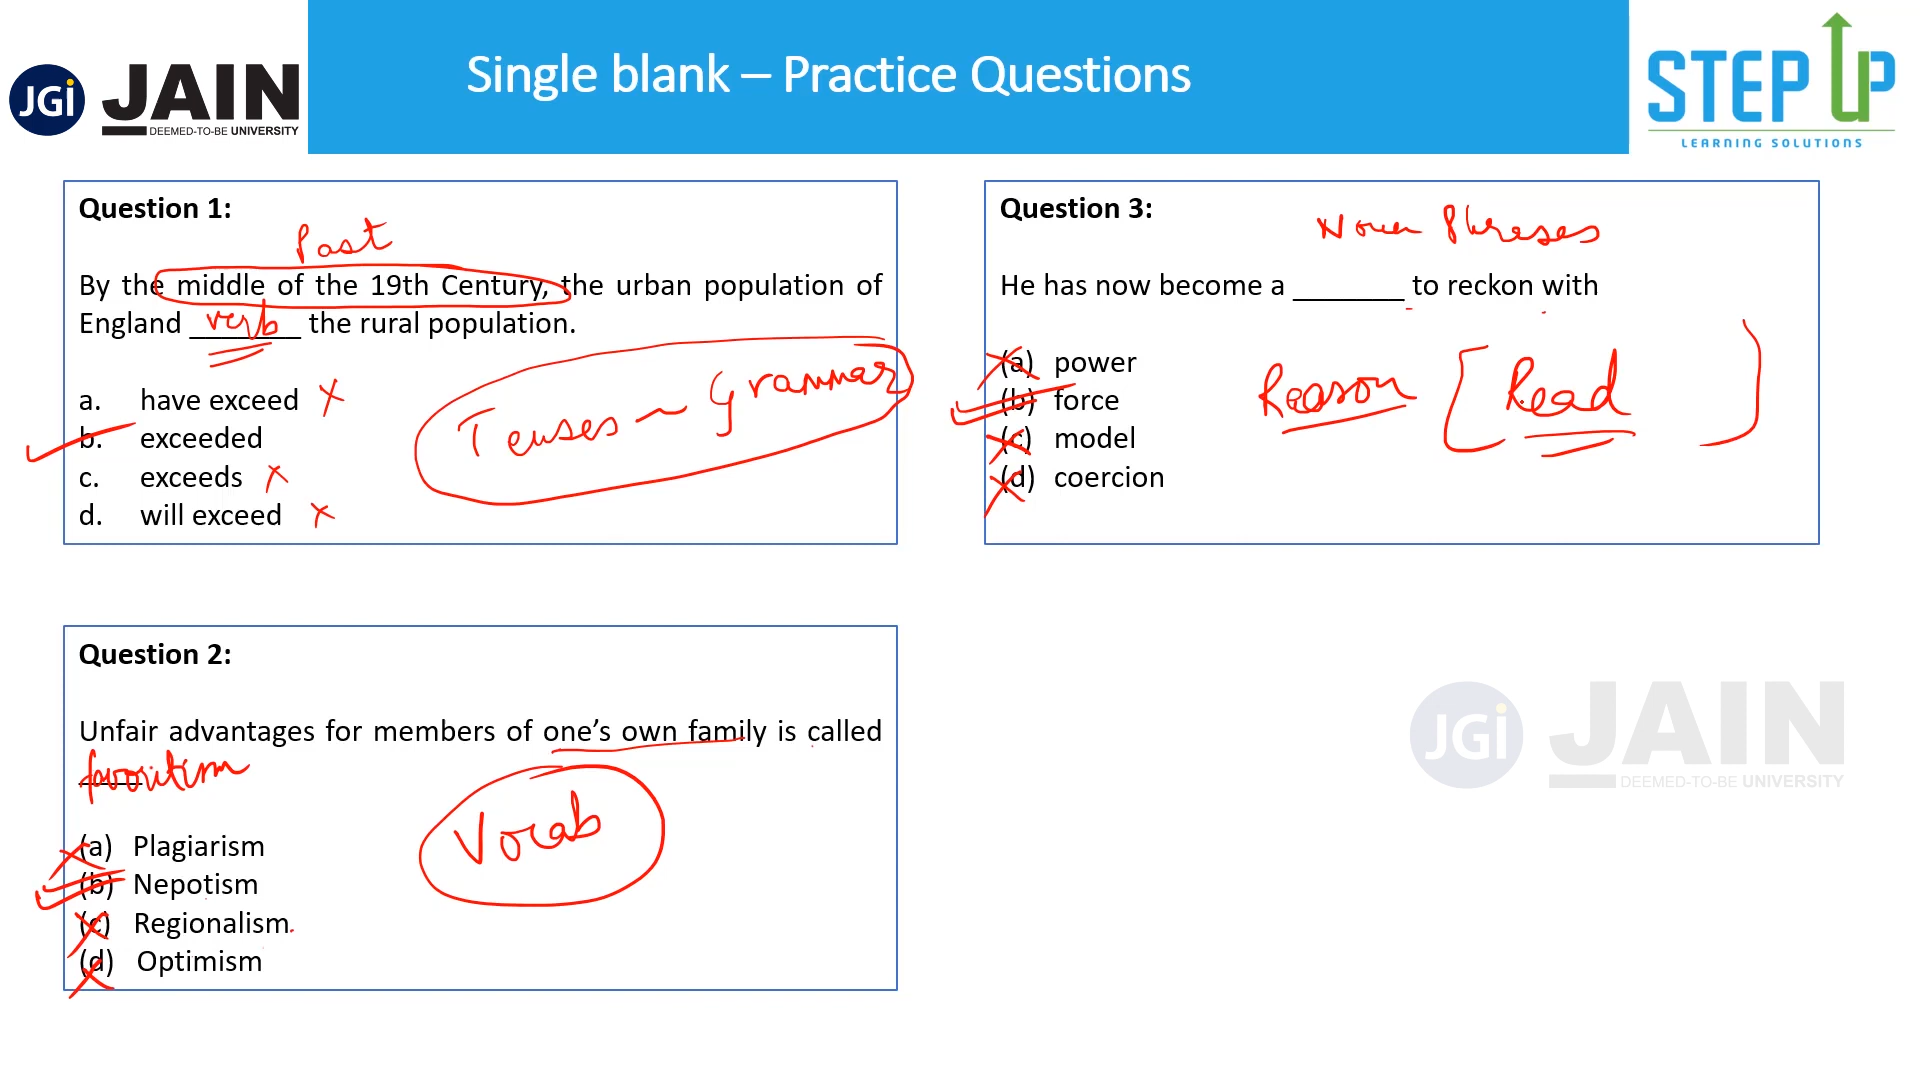 JGi JAIN
DEEMED-TO-BE UNIVERSITY
Single blank – Practice Questions
STEP UP
LEARNING SOLUTIONS
Question 1:
Past
By the middle of the 19th Century, the urban population of
England verb the rural population.
a. have exceed x
b. exceeded
c. exceeds x
d. will exceed x
Tenses ~ Grammar
Question 2:
Unfair advantages for members of one’s own family is called
favoritism
(a) Plagiarism
(b) Nepotism
(c) Regionalism
(d) Optimism
Vocab
Question 3:
Noun Phrases
He has now become a _______ to reckon with
(a) power
(b) force
(c) model
(d) coercion
Reason [Read]
JGi JAIN
DEEMED-TO-BE UNIVERSITY